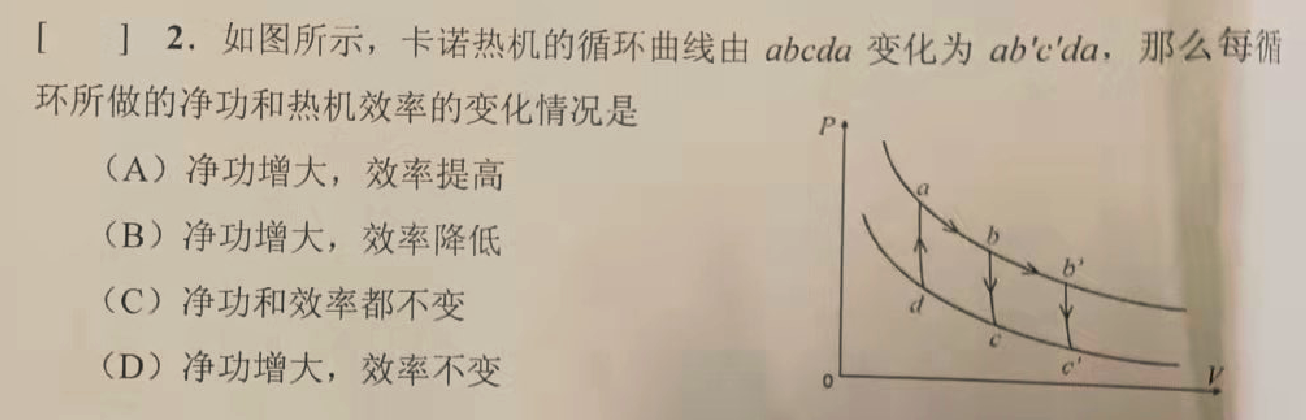 [ ] 2. 如图所示，卡诺热机的循环曲线由 abcda 变化为 ab'c'da，那么每循
环所做的净功和热机效率的变化情况是
（A）净功增大，效率提高
（B）净功增大，效率降低
（C）净功和效率都不变
（D）净功增大，效率不变
P
a
b
b'
d
c
c'
0
V